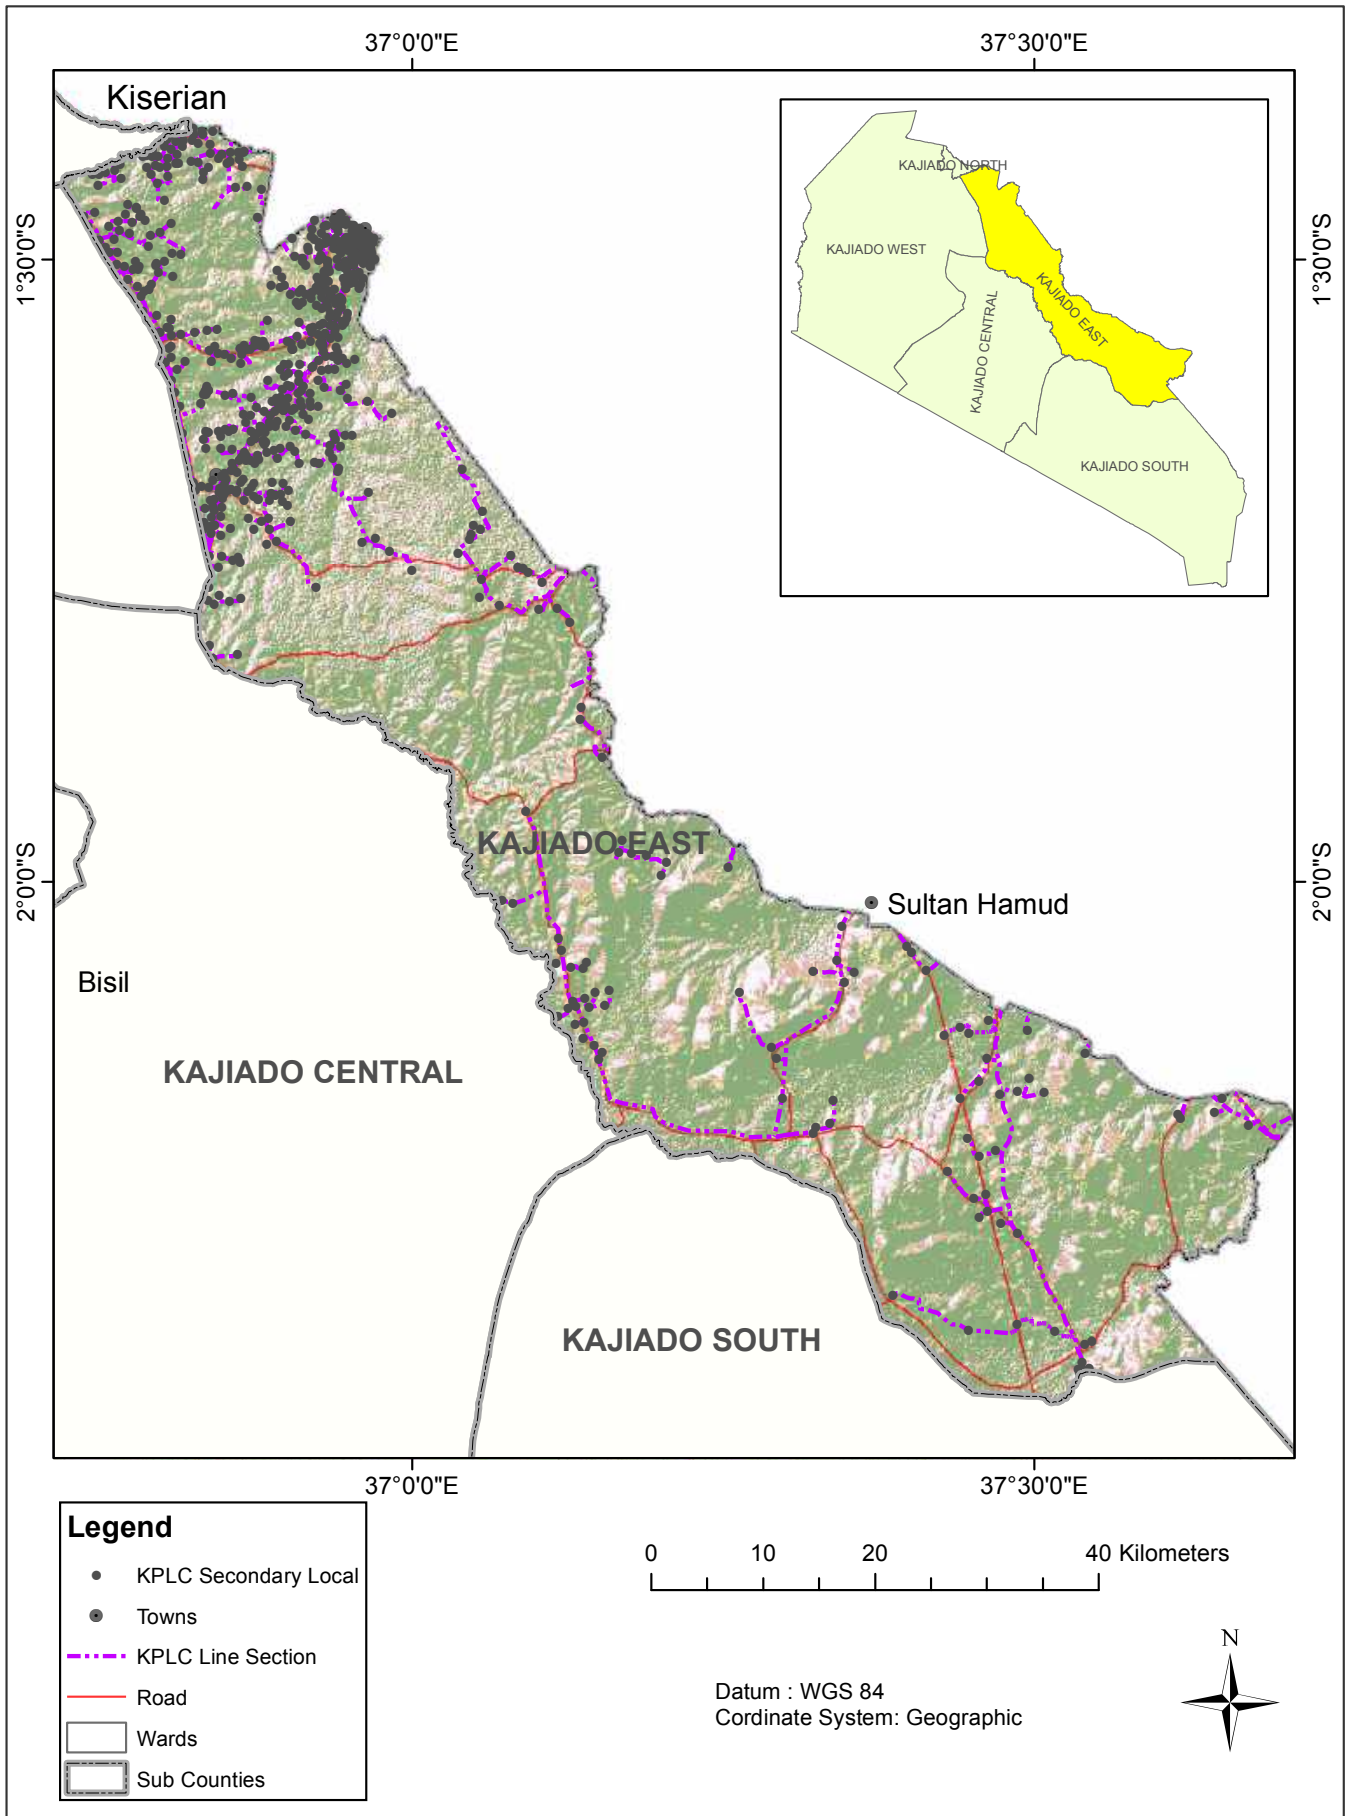 37°0'0"E
37°30'0"E
Kiserian
KAJIADO NORTH
KAJIADO WEST
KAJIADO EAST
KAJIADO CENTRAL
KAJIADO SOUTH
1°30'0"S
1°30'0"S
KAJIADO EAST
2°0'0"S
2°0'0"S
Sultan Hamud
Bisil
KAJIADO CENTRAL
KAJIADO SOUTH
37°0'0"E
37°30'0"E
Legend
KPLC Secondary Local
Towns
KPLC Line Section
Road
Wards
Sub Counties
0 10 20 40 Kilometers
N
Datum : WGS 84
Cordinate System: Geographic